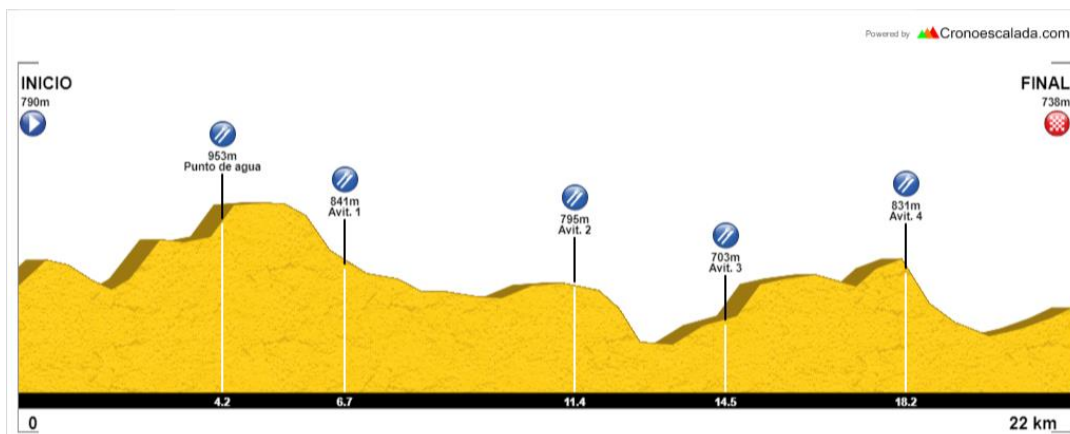 Powered by Cronoescalada.com
INICIO
790m
FINAL
738m
953m
Punto de agua
841m
Avit. 1
795m
Avit. 2
703m
Avit. 3
831m
Avit. 4
4.2 6.7 11.4 14.5 18.2
0 22 km